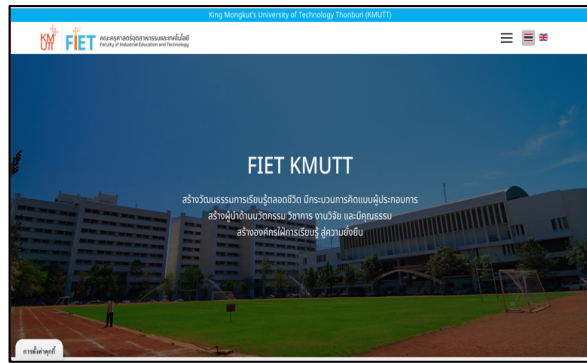 King Mongkut's University of Technology Thonburi (KMUTT)
KMUTT
FIET
คณะครุศาสตร์อุตสาหกรรมและเทคโนโลยี
Faculty of Industrial Education and Technology
FIET KMUTT
สร้างวัฒนธรรมการเรียนรู้ตลอดชีวิต มีกระบวนการคิดแบบผู้ประกอบการ
สร้างผู้นำด้านนวัตกรรม วิชาการ งานวิจัย และมีคุณธรรม
สร้างองค์กรใฝ่การเรียนรู้ สู่ความยั่งยืน
การตั้งค่าคุกกี้